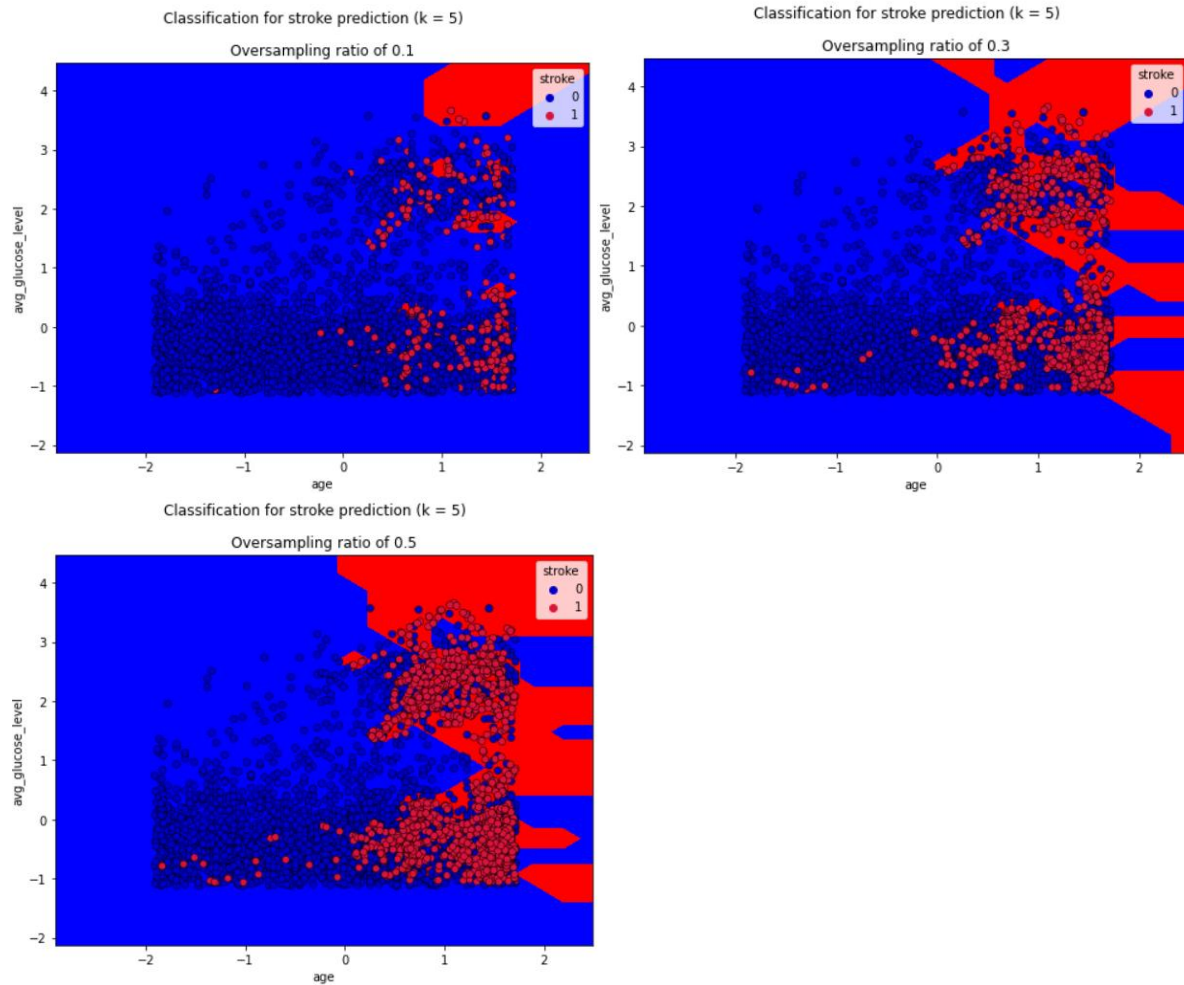 Classification for stroke prediction (k = 5)
Oversampling ratio of 0.1
stroke
0
1
4
3
2
1
0
−1
−2
avg_glucose_level
−2 −1 0 1 2
age
Classification for stroke prediction (k = 5)
Oversampling ratio of 0.3
stroke
0
1
4
3
2
1
0
−1
−2
avg_glucose_level
−2 −1 0 1 2
age
Classification for stroke prediction (k = 5)
Oversampling ratio of 0.5
stroke
0
1
4
3
2
1
0
−1
−2
avg_glucose_level
−2 −1 0 1 2
age